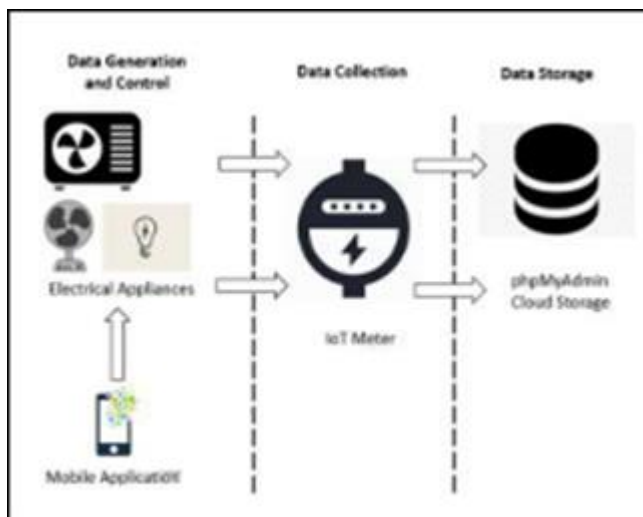 Data Generation
and Control
Data Collection
Data Storage
Electrical Appliances
IoT Meter
phpMyAdmin
Cloud Storage
Mobile Application